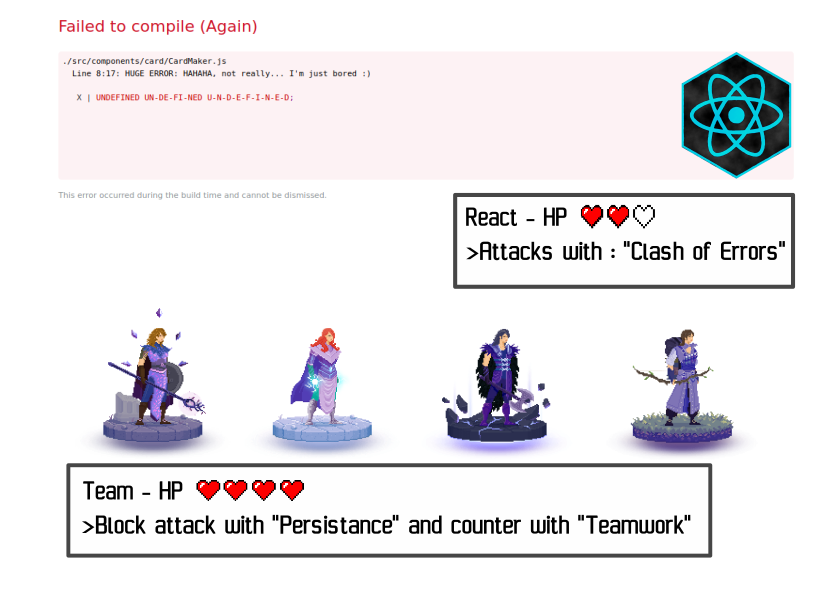 Failed to compile (Again)
./src/components/card/CardMaker.js
Line 8:17: HUGE ERROR: HAHAHA, not really... I'm just bored :)
X | UNDEFINED UN-DE-FI-NED U-N-D-E-F-I-N-E-D;
This error occurred during the build time and cannot be dismissed.
React - HP
>Attacks with : "Clash of Errors"
Team - HP
>Block attack with "Persistance" and counter with "Teamwork"